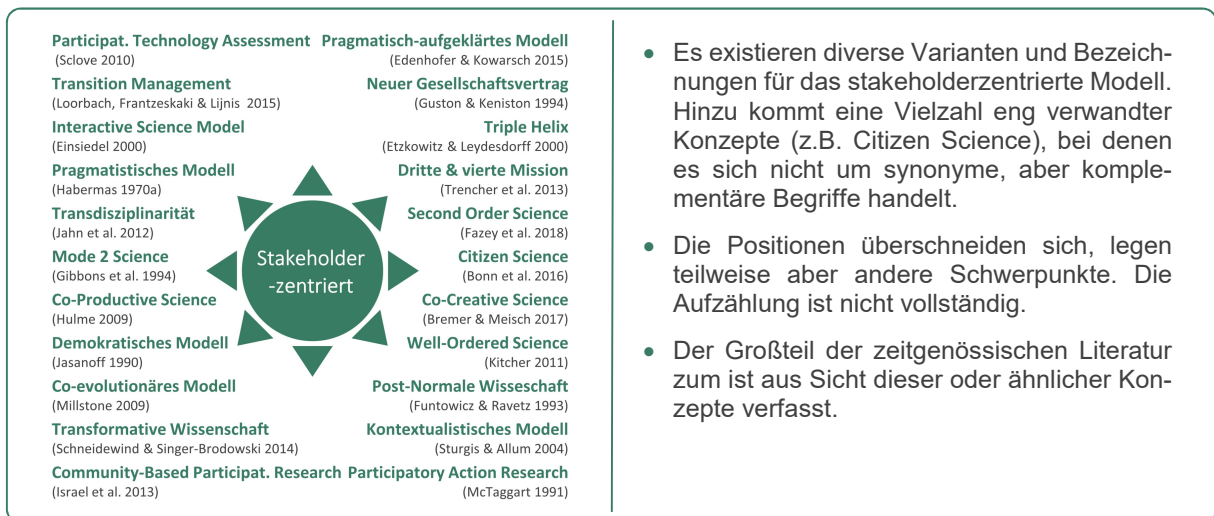 Participat. Technology Assessment
(Sclove 2010)
Transition Management
(Loorbach, Frantzeskaki & Lijnis 2015)
Interactive Science Model
(Einsiedel 2000)
Pragmatistisches Modell
(Habermas 1970a)
Transdisziplinarität
(Jahn et al. 2012)
Mode 2 Science
(Gibbons et al. 1994)
Co-Productive Science
(Hulme 2009)
Demokratisches Modell
(Jasanoff 1990)
Co-evolutionäres Modell
(Millstone 2009)
Transformative Wissenschaft
(Schneidewind & Singer-Brodowski 2014)
Community-Based Participat. Research
(Israel et al. 2013)
Stakeholder
-zentriert
Pragmatisch-aufgeklärtes Modell
(Edenhofer & Kowarsch 2015)
Neuer Gesellschaftsvertrag
(Guston & Keniston 1994)
Triple Helix
(Etzkowitz & Leydesdorff 2000)
Dritte & vierte Mission
(Trencher et al. 2013)
Second Order Science
(Fazey et al. 2018)
Citizen Science
(Bonn et al. 2016)
Co-Creative Science
(Bremer & Meisch 2017)
Well-Ordered Science
(Kitcher 2011)
Post-Normale Wisseschaft
(Funtowicz & Ravetz 1993)
Kontextualistisches Modell
(Sturgis & Allum 2004)
Participatory Action Research
(McTaggart 1991)
• Es existieren diverse Varianten und Bezeich-
nungen für das stakeholderzentrierte Modell.
Hinzu kommt eine Vielzahl eng verwandter
Konzepte (z.B. Citizen Science), bei denen
es sich nicht um synonyme, aber komple-
mentäre Begriffe handelt.
• Die Positionen überschneiden sich, legen
teilweise aber andere Schwerpunkte. Die
Aufzählung ist nicht vollständig.
• Der Großteil der zeitgenössischen Literatur
zum ist aus Sicht dieser oder ähnlicher Kon-
zepte verfasst.